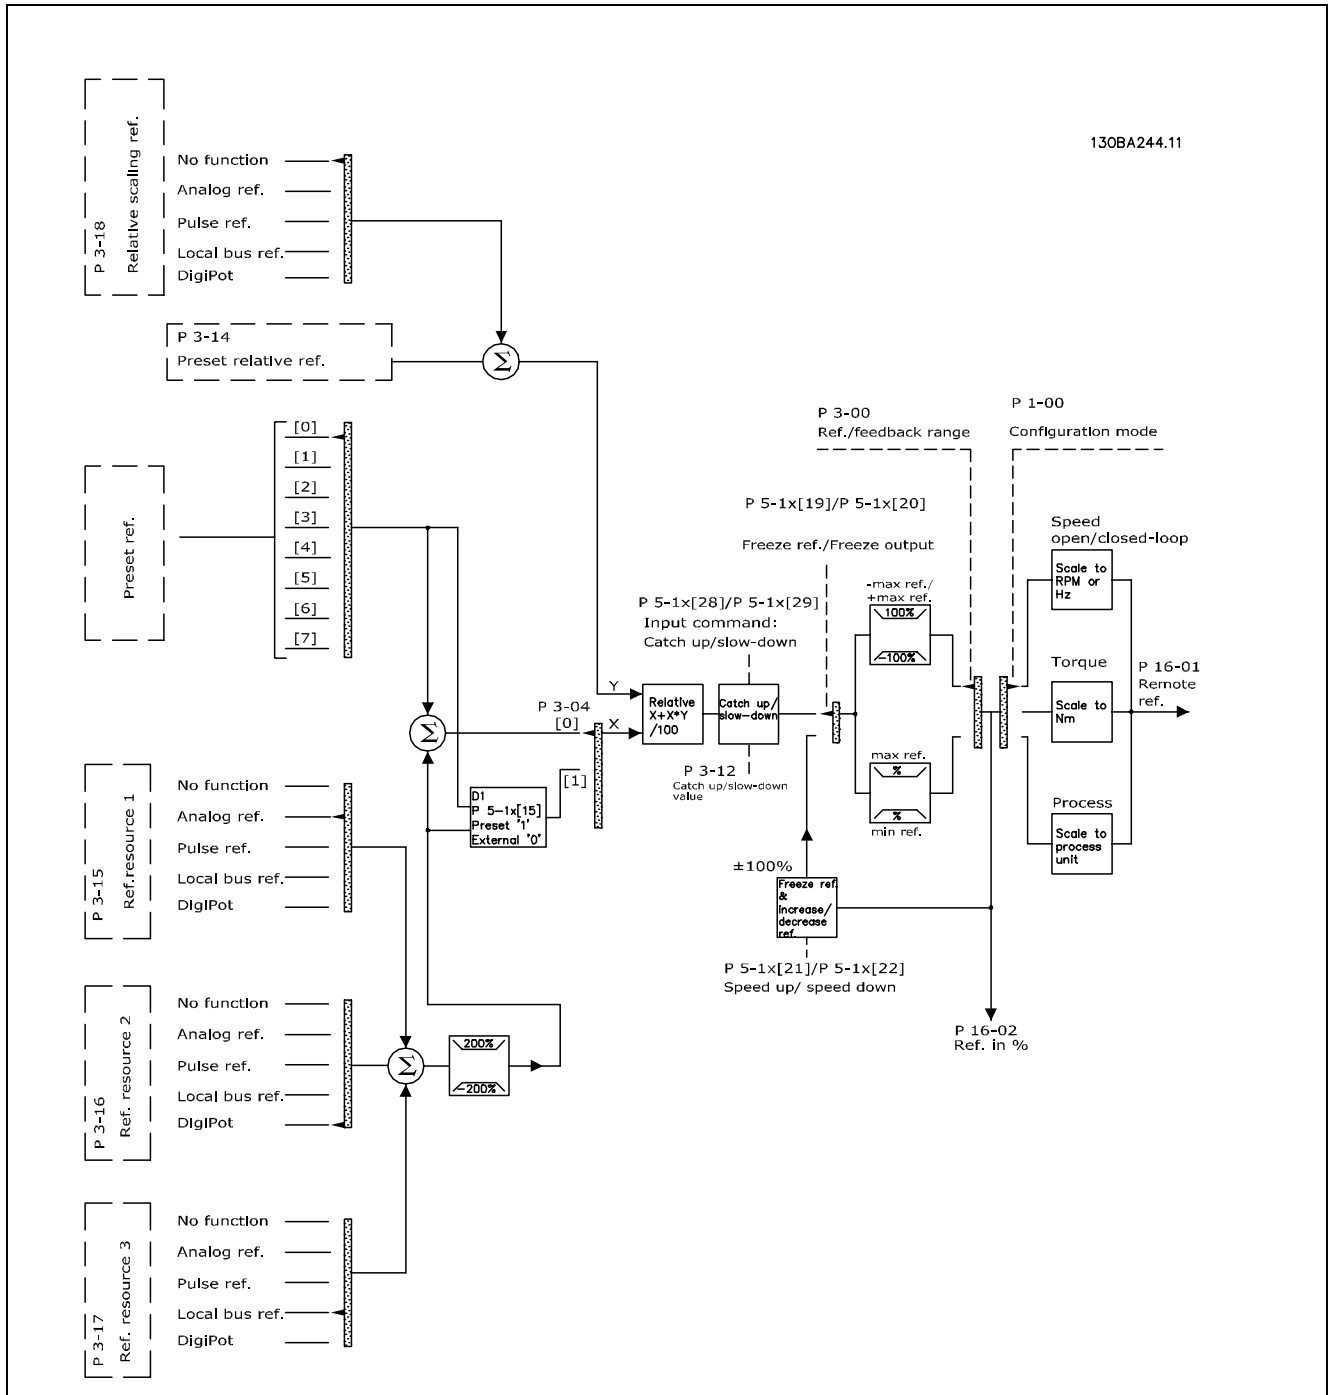 130BA244.11
P 3-18
Relative scaling ref.
No function
Analog ref.
Pulse ref.
Local bus ref.
DigiPot
P 3-14
Preset relative ref.
Σ
Preset ref.
[0]
[1]
[2]
[3]
[4]
[5]
[6]
[7]
Σ
P 3-04
[0]
[1]
Y
X
D1
P 5-1x[15]
Preset '1'
External '0'
Relative
X+X*Y
/100
P 5-1x[28]/P 5-1x[29]
Input command:
Catch up/slow-down
Catch up/
slow-down
P 3-12
Catch up/slow-down
value
P 5-1x[19]/P 5-1x[20]
Freeze ref./Freeze output
-max ref./
+max ref.
100%
-100%
max ref.
%
%
min ref.
±100%
Freeze ref.
&
increase/
decrease
ref.
P 5-1x[21]/P 5-1x[22]
Speed up/ speed down
P 3-00
Ref./feedback range
P 1-00
Configuration mode
Speed
open/closed-loop
Scale to
RPM or
Hz
Torque
Scale to
Nm
Process
Scale to
process
unit
P 16-01
Remote
ref.
P 16-02
Ref. in %
P 3-15
Ref.resource 1
No function
Analog ref.
Pulse ref.
Local bus ref.
DigiPot
P 3-16
Ref. resource 2
No function
Analog ref.
Pulse ref.
Local bus ref.
DigiPot
Σ
200%
-200%
P 3-17
Ref. resource 3
No function
Analog ref.
Pulse ref.
Local bus ref.
DigiPot